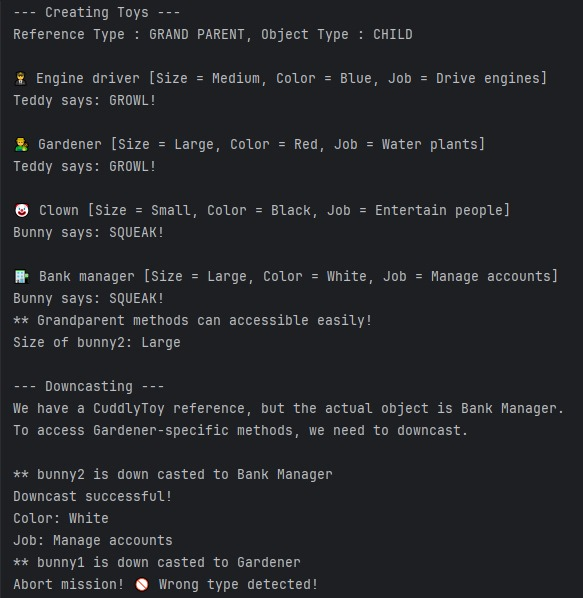 --- Creating Toys ---
Reference Type : GRAND PARENT, Object Type : CHILD
Engine driver [Size = Medium, Color = Blue, Job = Drive engines]
Teddy says: GROWL!
Gardener [Size = Large, Color = Red, Job = Water plants]
Teddy says: GROWL!
Clown [Size = Small, Color = Black, Job = Entertain people]
Bunny says: SQUEAK!
Bank manager [Size = Large, Color = White, Job = Manage accounts]
Bunny says: SQUEAK!
** Grandparent methods can accessible easily!
Size of bunny2: Large
--- Downcasting ---
We have a CuddlyToy reference, but the actual object is Bank Manager.
To access Gardener-specific methods, we need to downcast.
** bunny2 is down casted to Bank Manager
Downcast successful!
Color: White
Job: Manage accounts
** bunny1 is down casted to Gardener
Abort mission! 🚫 Wrong type detected!